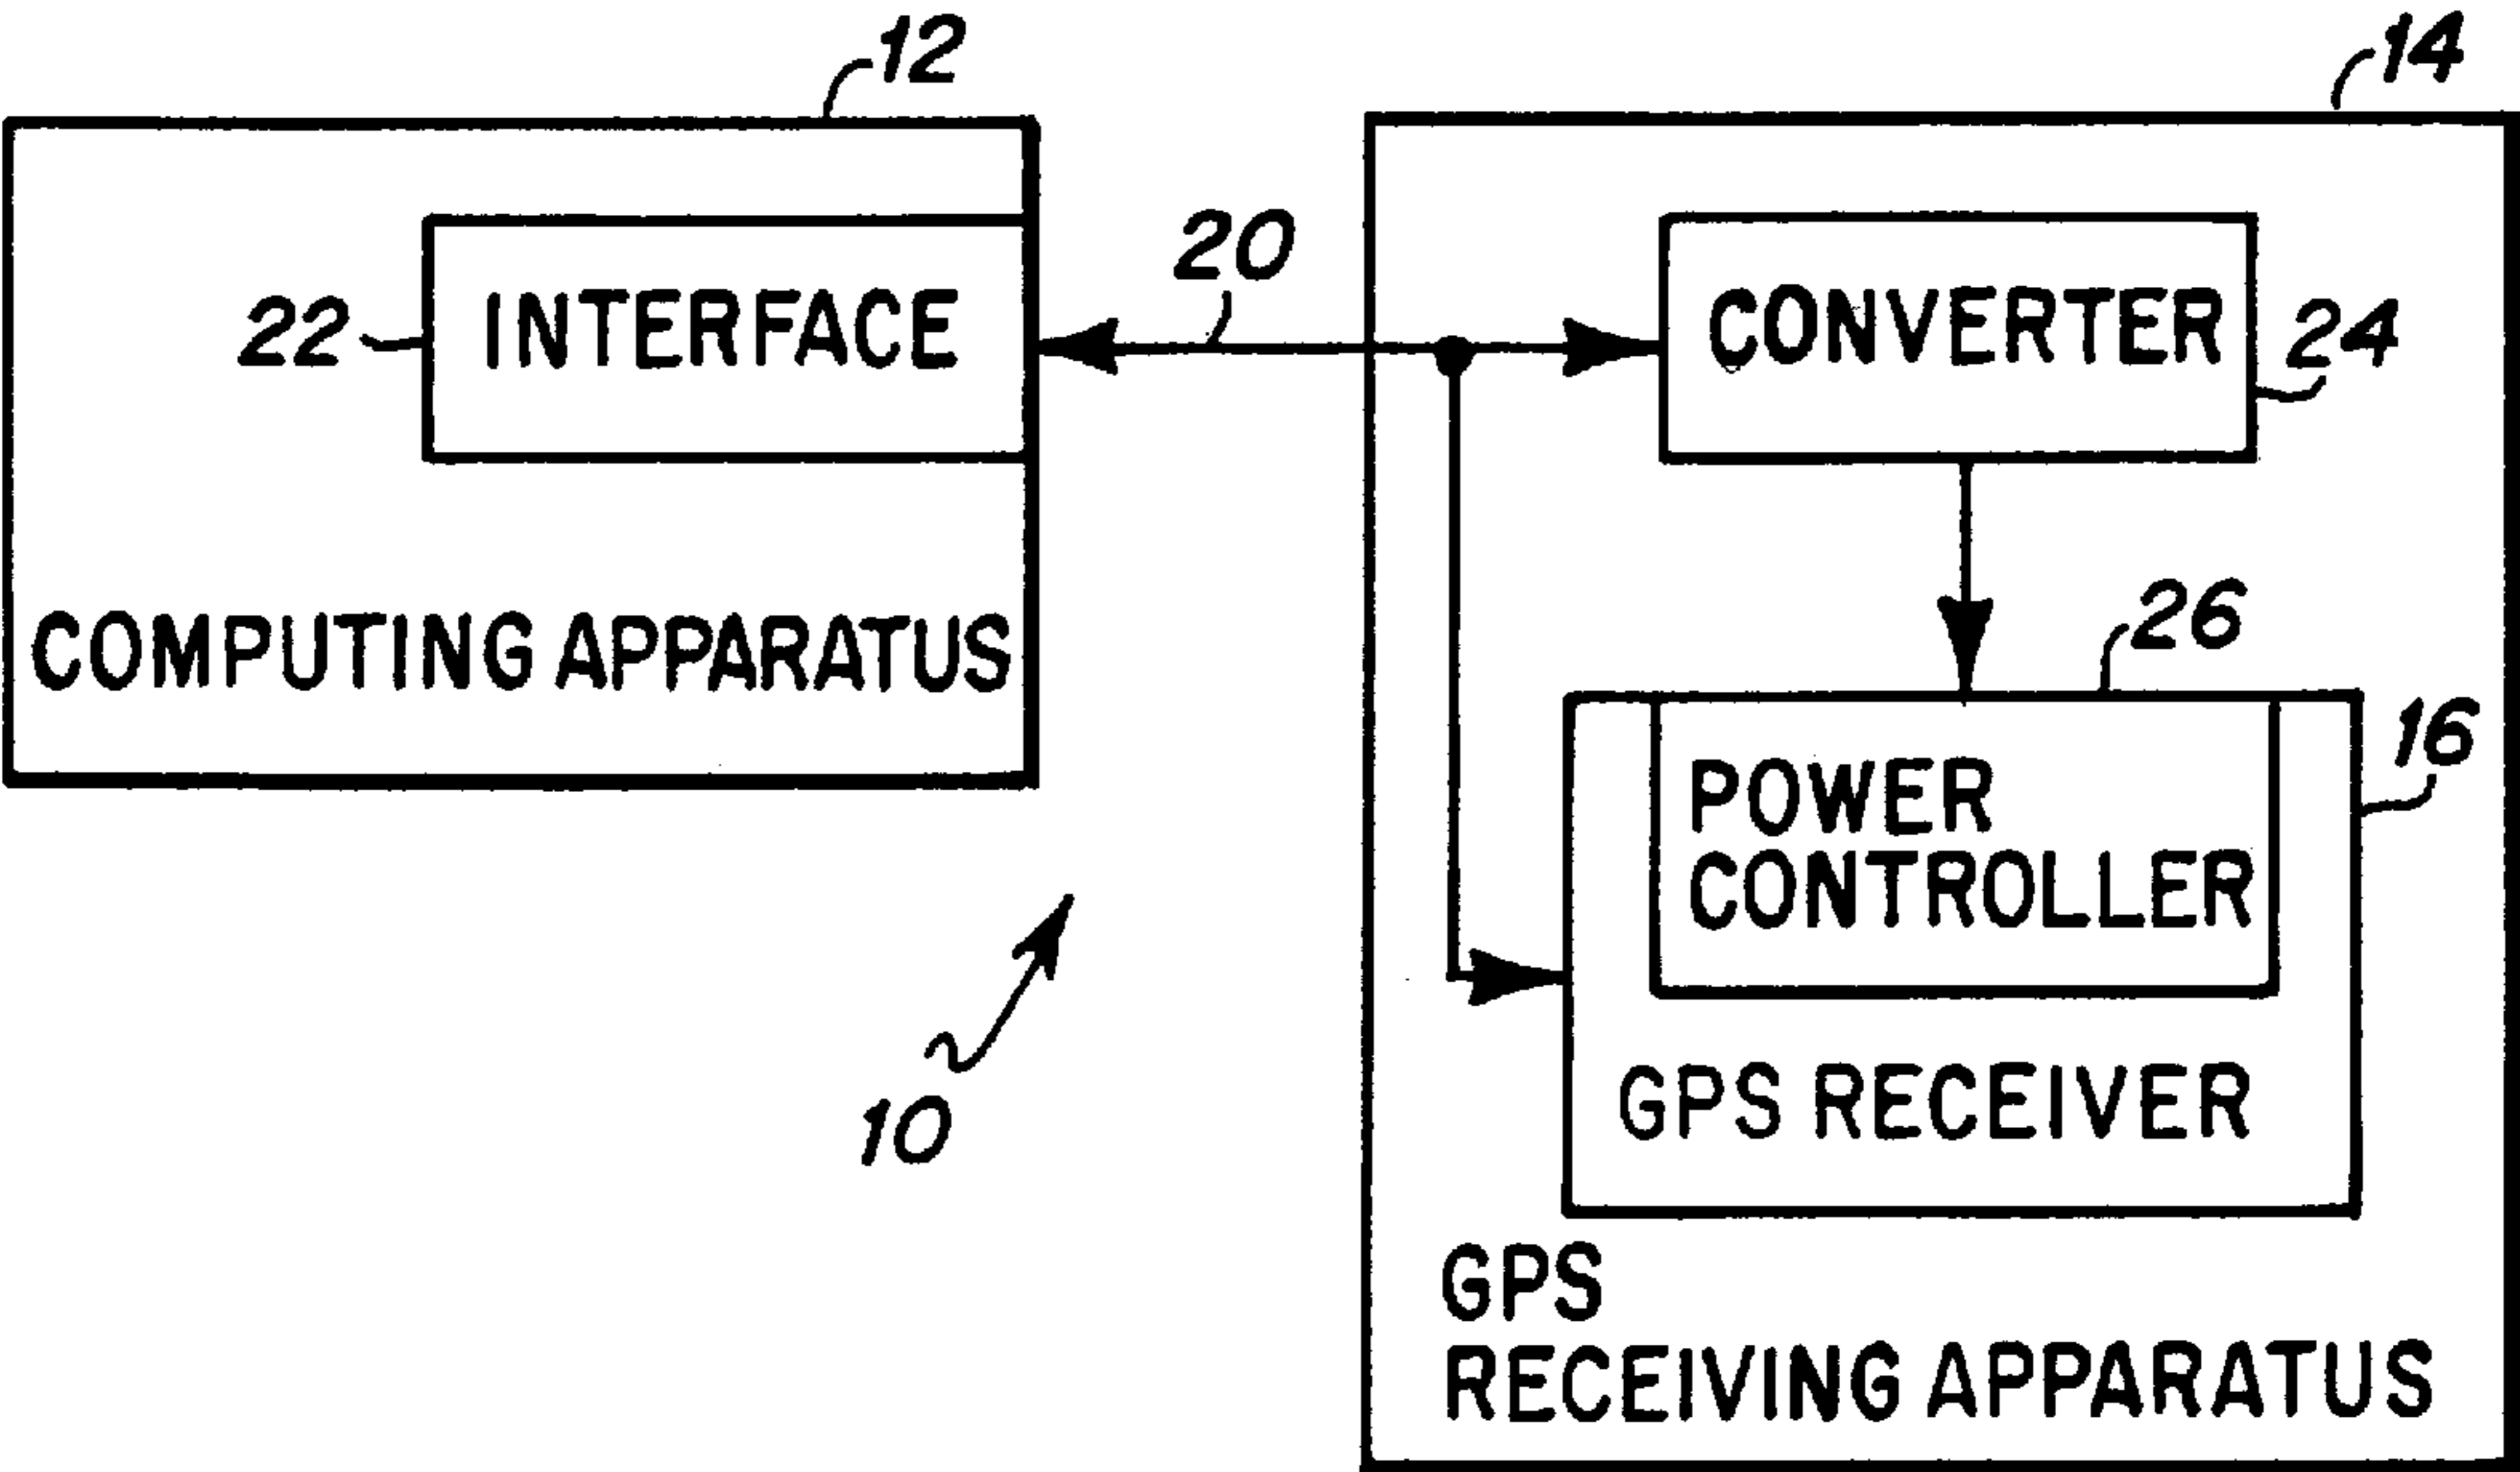 12
14
20
INTERFACE
22
CONVERTER
24
COMPUTING APPARATUS
26
16
POWER
CONTROLLER
10
GPS RECEIVER
GPS
RECEIVING APPARATUS